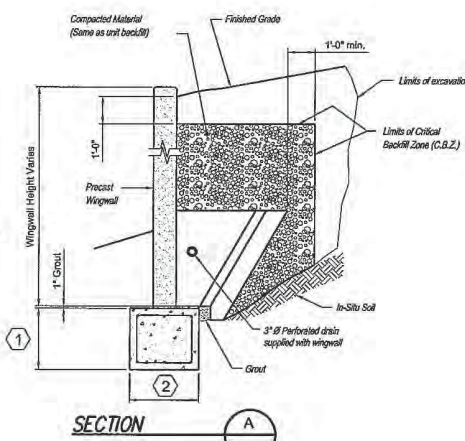 Compacted Material
(Same as unit backfill)
Finished Grade
1'-0" min.
Limits of excavatio
Limits of Critical
Backfill Zone (C.B.Z.)
1'-0"
Wingwall Height Varies
Precast
Wingwall
1" Grout
In-Situ Soil
3" Ø Perforated drain
supplied with wingwall
Grout
1
2
SECTION
A